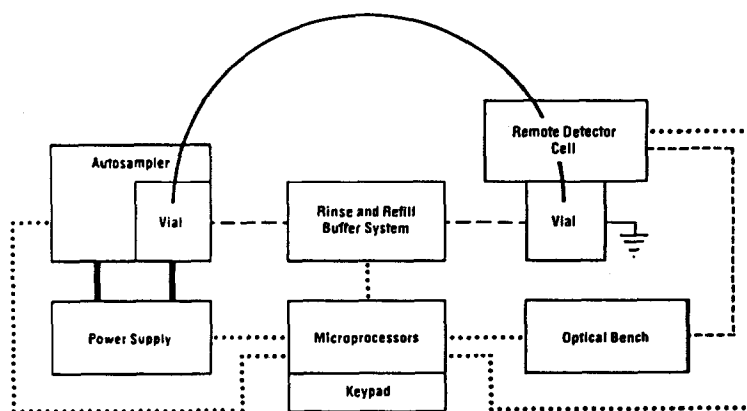 Autosampler
Vial
Rinse and Refill
Buffer System
Remote Detector
Cell
Vial
Power Supply
Microprocessors
Keypad
Optical Bench